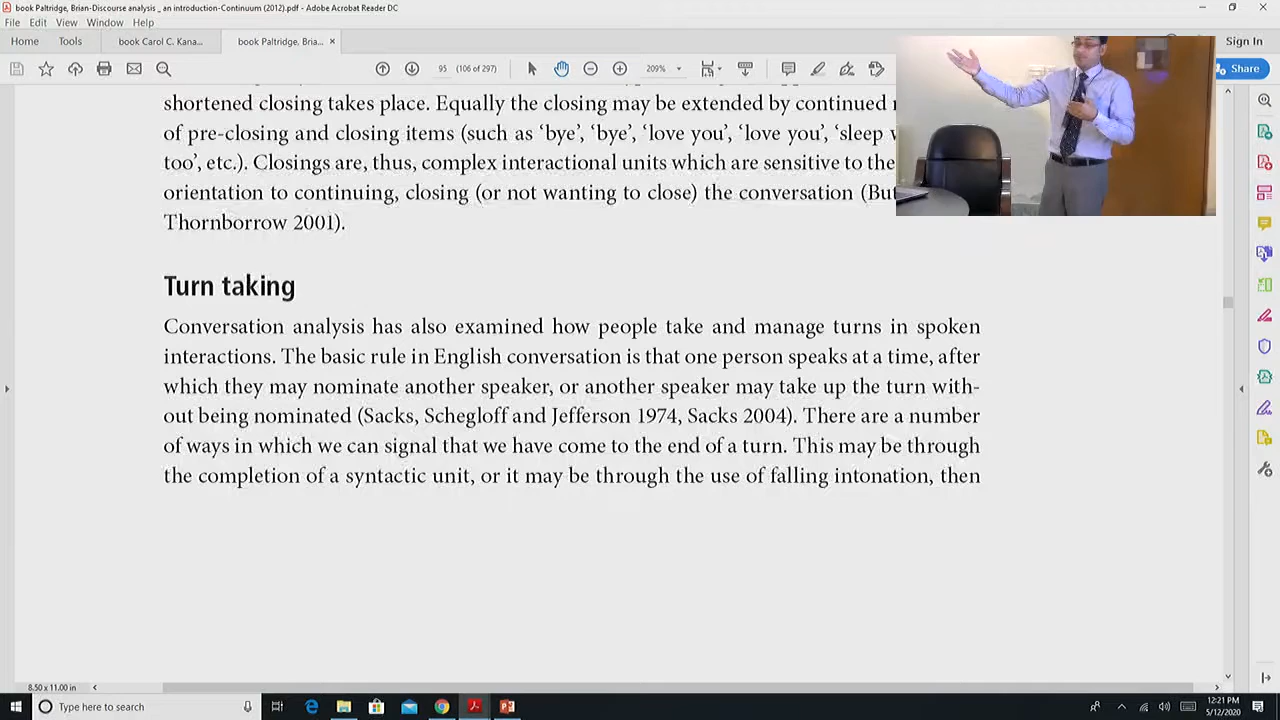 book Paltridge, Brian-Discourse analysis _ an introduction-Continuum (2012).pdf - Adobe Acrobat Reader DC
File Edit View Window Help
Home Tools book Carol C. Kana... book Paltridge, Brian... × Sign In
95 (106 of 297) 209% Share
shortened closing takes place. Equally the closing may be extended by continued
of pre-closing and closing items (such as ‘bye’, ‘bye’, ‘love you’, ‘love you’, ‘sleep
too’, etc.). Closings are, thus, complex interactional units which are sensitive to the
orientation to continuing, closing (or not wanting to close) the conversation
Thornborrow 2001).
Turn taking
Conversation analysis has also examined how people take and manage turns in spoken
interactions. The basic rule in English conversation is that one person speaks at a time, after
which they may nominate another speaker, or another speaker may take up the turn with-
out being nominated (Sacks, Schegloff and Jefferson 1974, Sacks 2004). There are a number
of ways in which we can signal that we have come to the end of a turn. This may be through
the completion of a syntactic unit, or it may be through the use of falling intonation, then
8.50 x 11.00 in
Type here to search
12:21 PM
5/12/2020